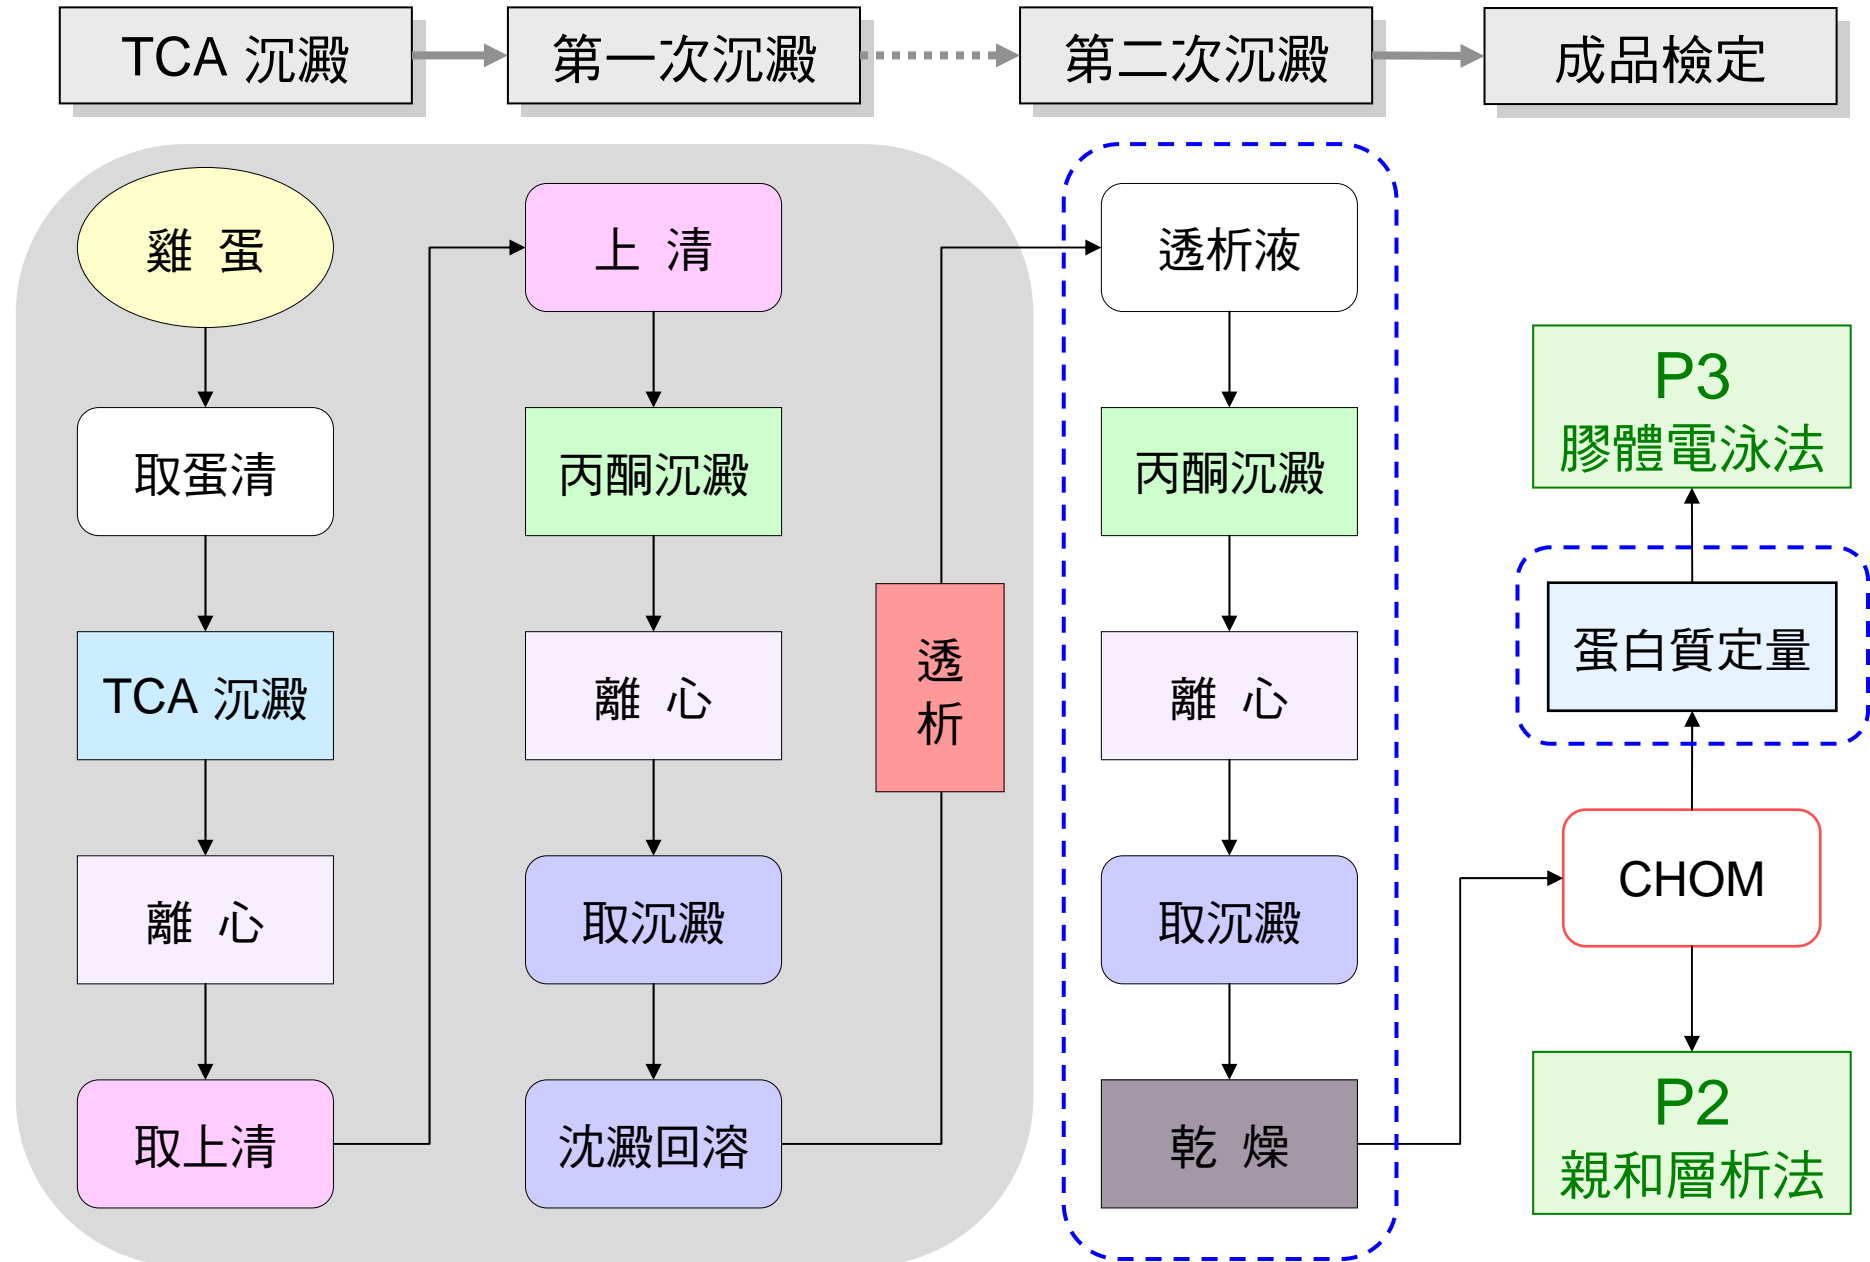 TCA 沉澱
第一次沉澱
第二次沉澱
成品檢定
雞 蛋
取蛋清
TCA 沉澱
離 心
取上清
上 清
丙酮沉澱
離 心
取沉澱
沈澱回溶
透
析
透析液
丙酮沉澱
離 心
取沉澱
乾 燥
P3
膠體電泳法
蛋白質定量
CHOM
P2
親和層析法